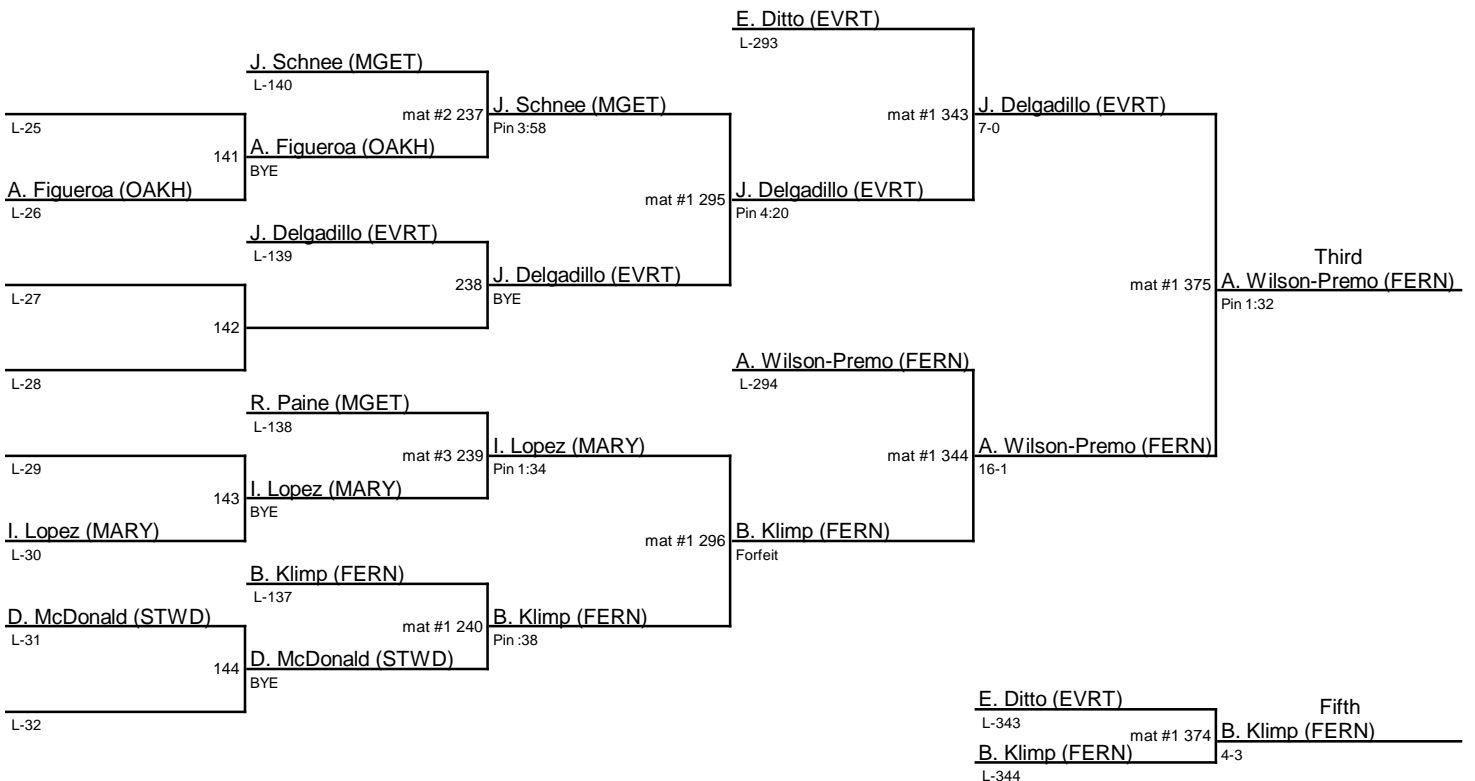 E. Ditto (EVRT)
L-293
J. Schnee (MGET)
L-140
mat #2 237
J. Schnee (MGET)
Pin 3:58
mat #1 343
J. Delgadillo (EVRT)
7-0
L-25
141
A. Figueroa (OAKH)
BYE
A. Figueroa (OAKH)
L-26
mat #1 295
J. Delgadillo (EVRT)
Pin 4:20
J. Delgadillo (EVRT)
L-139
238
J. Delgadillo (EVRT)
BYE
L-27
142
L-28
mat #1 375
Third
A. Wilson-Premo (FERN)
Pin 1:32
A. Wilson-Premo (FERN)
L-294
R. Paine (MGET)
L-138
mat #3 239
I. Lopez (MARY)
Pin 1:34
mat #1 344
A. Wilson-Premo (FERN)
16-1
L-29
143
I. Lopez (MARY)
BYE
I. Lopez (MARY)
L-30
mat #1 296
B. Klimp (FERN)
Forfeit
B. Klimp (FERN)
L-137
D. McDonald (STWD)
L-31
mat #1 240
B. Klimp (FERN)
Pin :38
144
D. McDonald (STWD)
BYE
L-32
E. Ditto (EVRT)
L-343
mat #1 374
Fifth
B. Klimp (FERN)
4-3
B. Klimp (FERN)
L-344